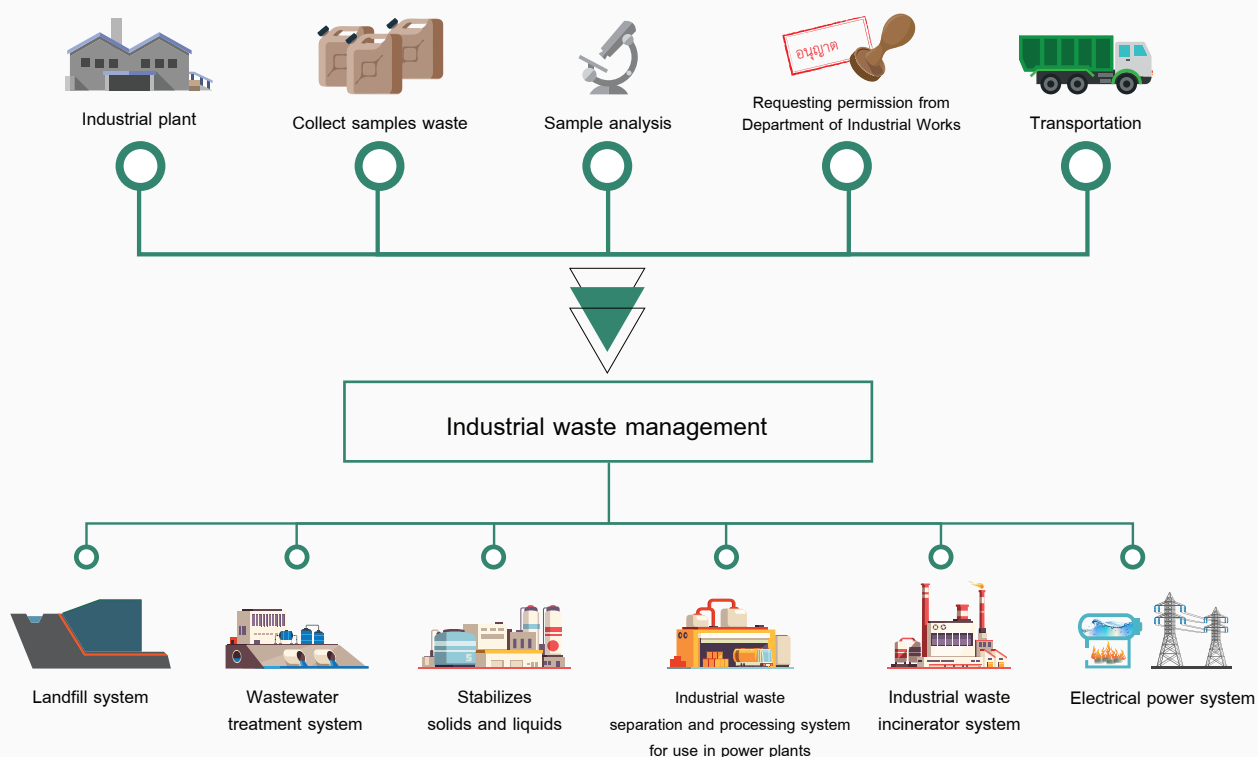 อนุญาต
Industrial plant
Collect samples waste
Sample analysis
Requesting permission from
Department of Industrial Works
Transportation
Industrial waste management
Landfill system
Wastewater
treatment system
Stabilizes
solids and liquids
Industrial waste
separation and processing system
for use in power plants
Industrial waste
incinerator system
Electrical power system